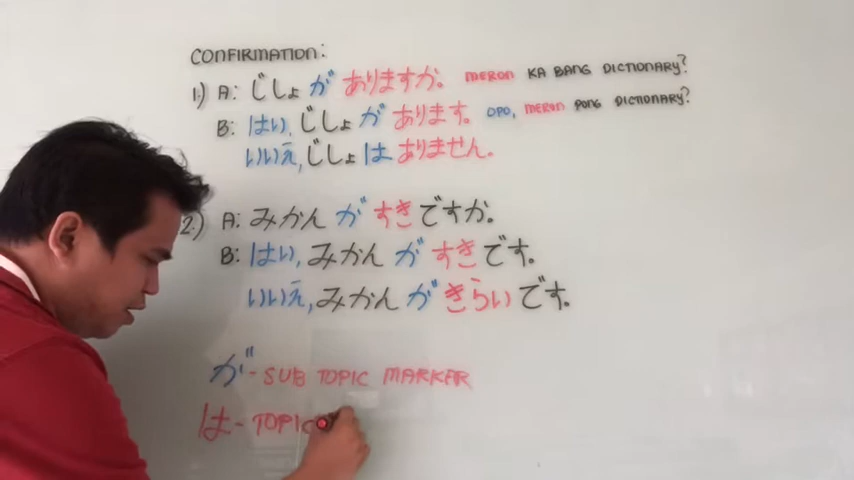 CONFIRMATION:
1.) A: じしょ が ありますか。 MERON KA BANG DICTIONARY?
B: はい, じしょ が あります。 OPO, MERON PONG DICTIONARY?
いいえ, じしょ は ありません。
2.) A: みかん が すき ですか。
B: はい, みかん が すき です。
いいえ, みかん が きらい です。
が - SUB TOPIC MARKER
は - TOPIC